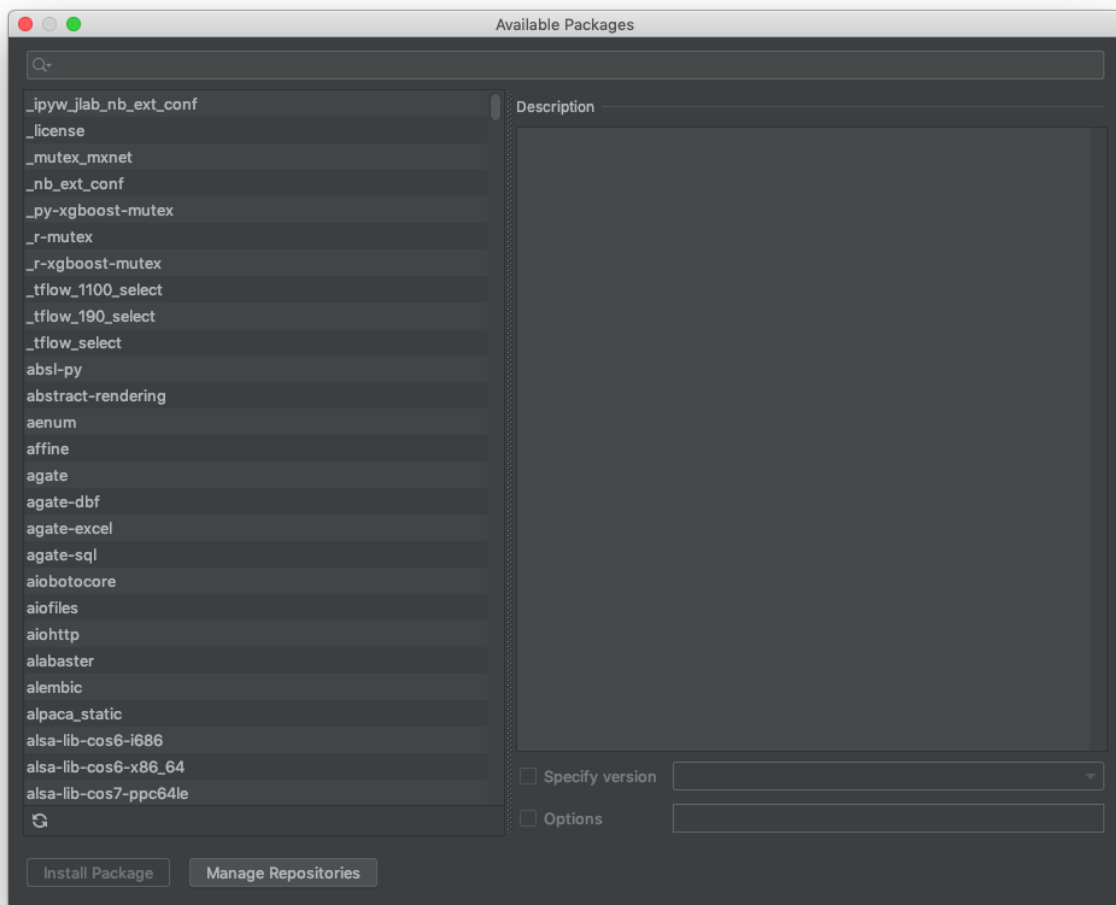 Available Packages
_ipyw_jlab_nb_ext_conf
_license
_mutex_mxnet
_nb_ext_conf
_py-xgboost-mutex
_r-mutex
_r-xgboost-mutex
_tflow_1100_select
_tflow_190_select
_tflow_select
absl-py
abstract-rendering
aenum
affine
agate
agate-dbf
agate-excel
agate-sql
aiobotocore
aiofiles
aiohttp
alabaster
alembic
alpaca_static
alsa-lib-cos6-i686
alsa-lib-cos6-x86_64
alsa-lib-cos7-ppc64le
Description
Specify version
Options
Install Package
Manage Repositories